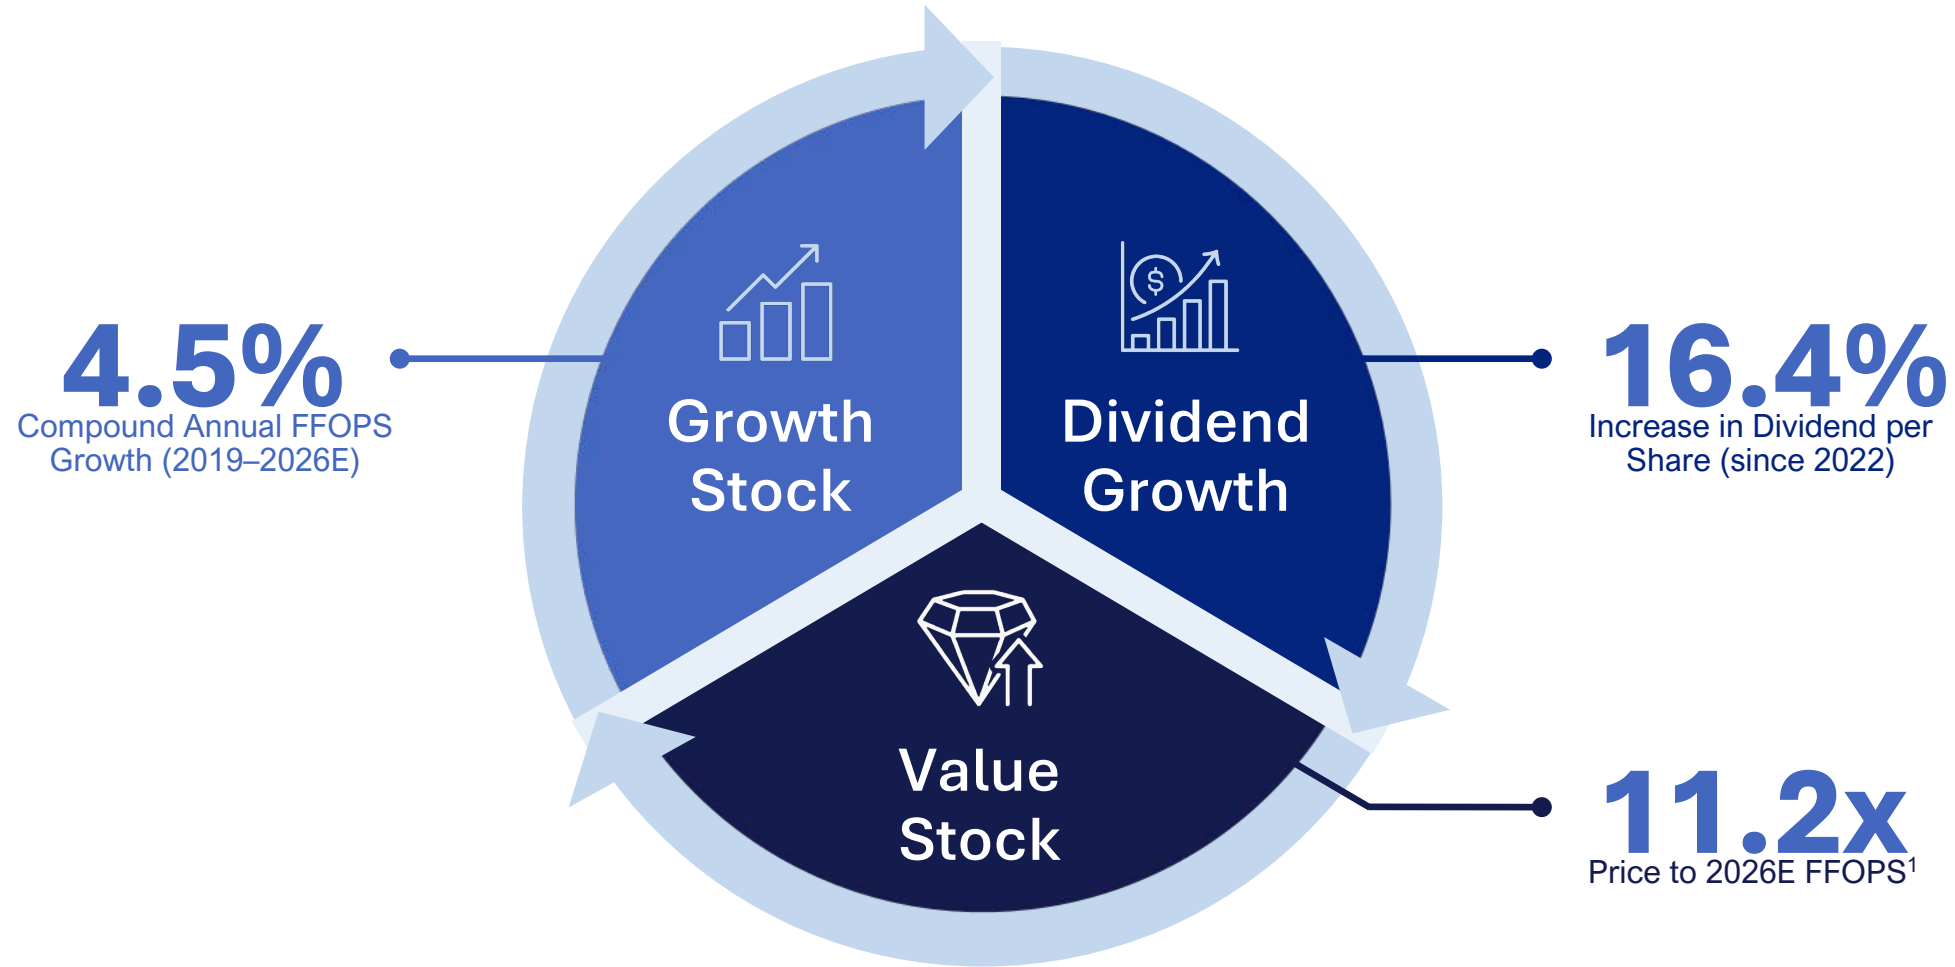 4.5%
Compound Annual FFOPS
Growth (2019–2026E)
Growth
Stock
$
Dividend
Growth
16.4%
Increase in Dividend per
Share (since 2022)
Value
Stock
11.2x
Price to 2026E FFOPS¹